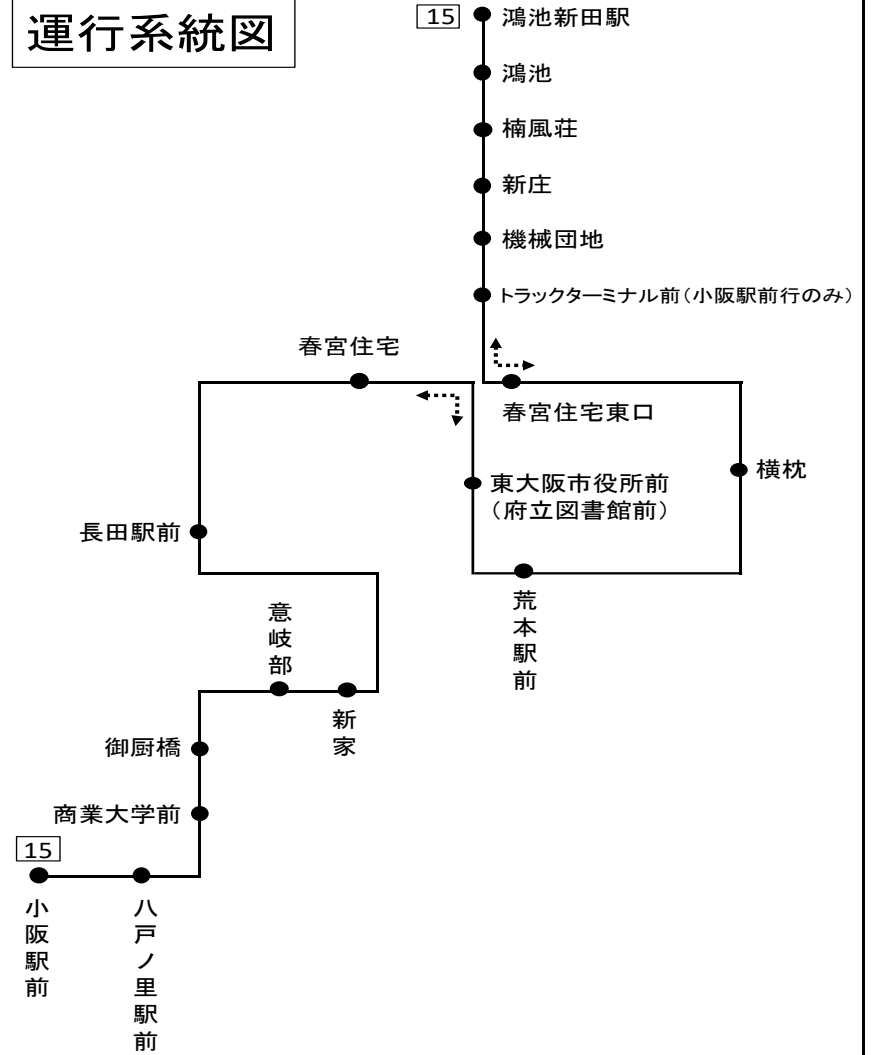 運行系統図
15
鴻池新田駅
鴻池
楠風荘
新庄
機械団地
トラックターミナル前（小阪駅前行のみ）
春宮住宅
春宮住宅東口
横枕
東大阪市役所前
（府立図書館前）
荒本駅前
長田駅前
意岐部
新家
御厨橋
商業大学前
15
小阪駅前
八戸ノ里駅前